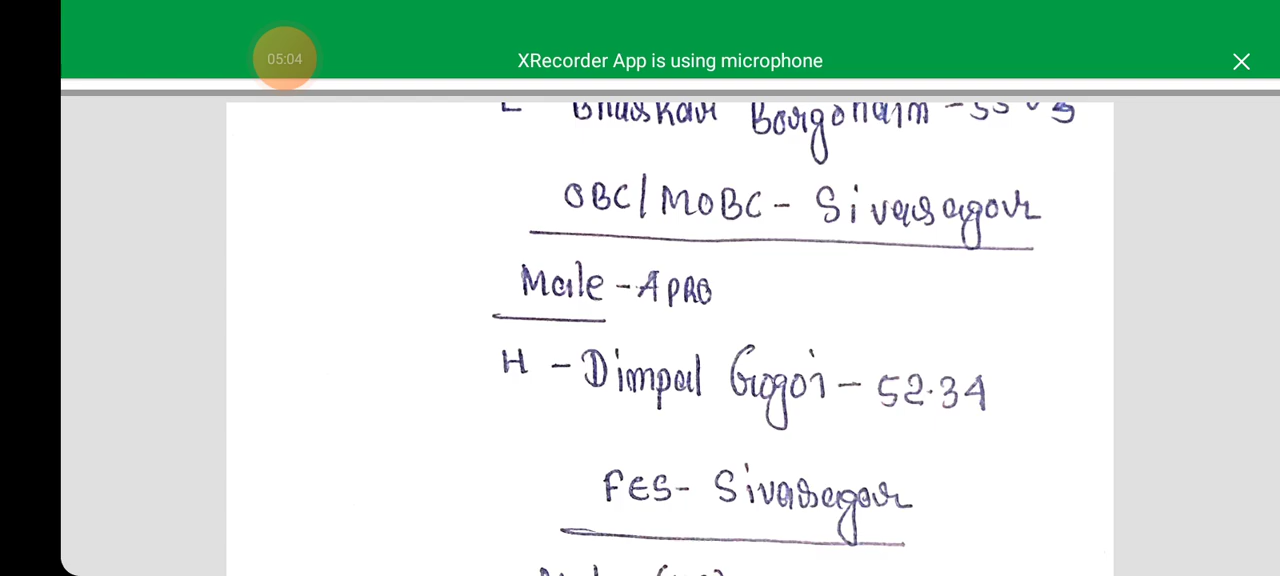 05:04
XRecorder App is using microphone
L Bhaskar Borgohain -
OBC/MOBC - Sivasagar
Male - APRO
H - Dimpal Gogoi - 52.34
FES - Sivasagar